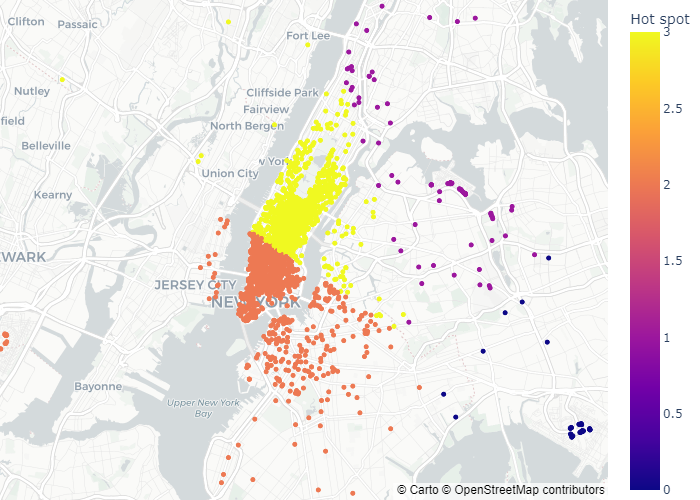 Clifton
Passaic
Fort Lee
Nutley
Cliffside Park
Fairview
North Bergen
field
Belleville
w York
Union City
Kearny
WARK
JERSEY CITY
NEW YORK
Bayonne
Upper New York
Bay
© Carto © OpenStreetMap contributors
Hot spot
3
2.5
2
1.5
1
0.5
0